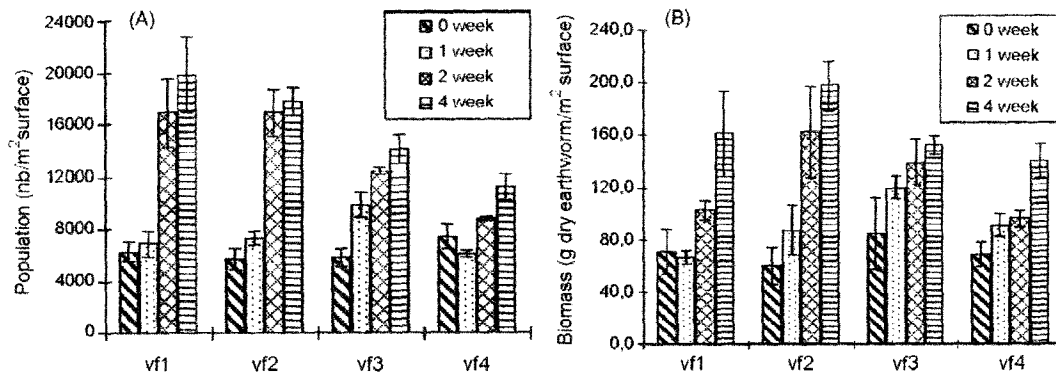 (A)
Population (nb/m² surface)
24000
20000
16000
12000
8000
4000
0
0 week
1 week
2 week
4 week
vf1 vf2 vf3 vf4
(B)
Biomass (g dry earthworm/m² surface)
240,0
200,0
160,0
120,0
80,0
40,0
0,0
0 week
1 week
2 week
4 week
vf1 vf2 vf3 vf4